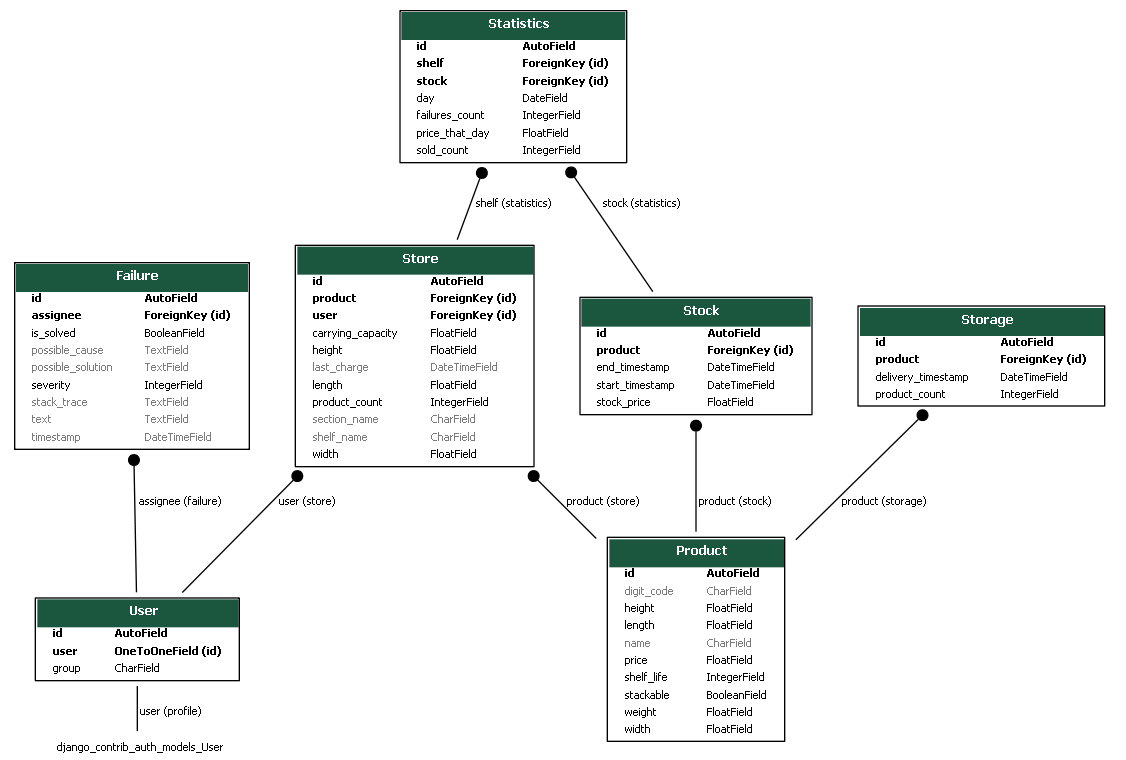 Statistics
id AutoField
shelf ForeignKey (id)
stock ForeignKey (id)
day DateField
failures_count IntegerField
price_that_day FloatField
sold_count IntegerField
shelf (statistics)
stock (statistics)
Failure
id AutoField
assignee ForeignKey (id)
is_solved BooleanField
possible_cause TextField
possible_solution TextField
severity IntegerField
stack_trace TextField
text TextField
timestamp DateTimeField
Store
id AutoField
product ForeignKey (id)
user ForeignKey (id)
carrying_capacity FloatField
height FloatField
last_charge DateTimeField
length FloatField
product_count IntegerField
section_name CharField
shelf_name CharField
width FloatField
Stock
id AutoField
product ForeignKey (id)
end_timestamp DateTimeField
start_timestamp DateTimeField
stock_price FloatField
Storage
id AutoField
product ForeignKey (id)
delivery_timestamp DateTimeField
product_count IntegerField
assignee (failure)
user (store)
product (store)
product (stock)
product (storage)
User
id AutoField
user OneToOneField (id)
group CharField
user (profile)
django_contrib_auth_models_User
Product
id AutoField
digit_code CharField
height FloatField
length FloatField
name CharField
price FloatField
shelf_life IntegerField
stackable BooleanField
weight FloatField
width FloatField